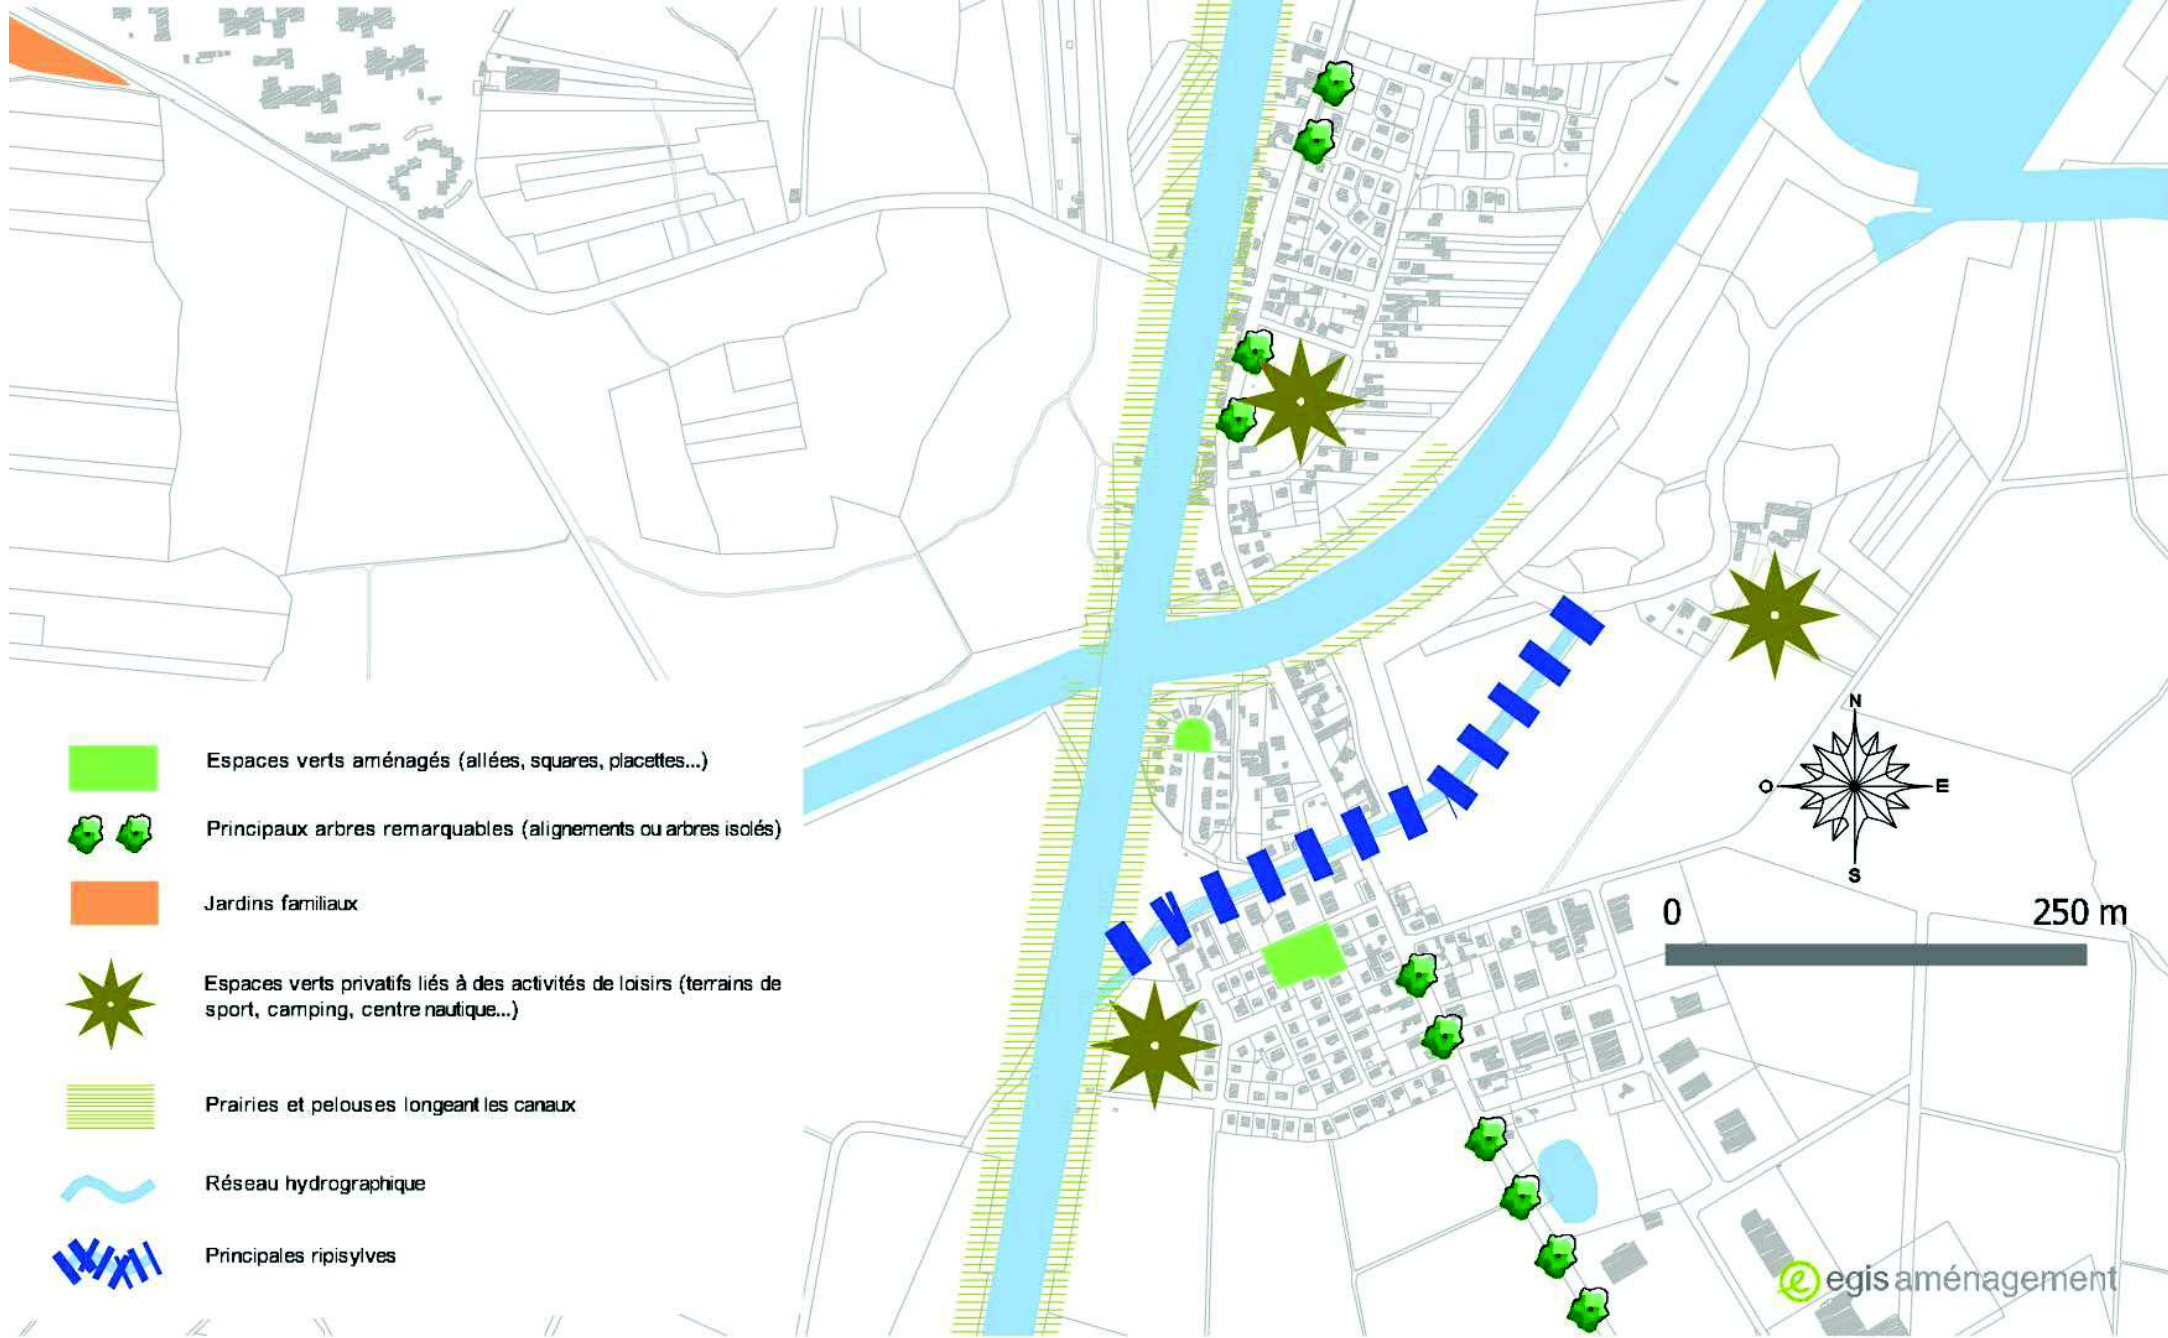 Espaces verts aménagés (allées, squares, placettes...)
Principaux arbres remarquables (alignements ou arbres isolés)
Jardins familiaux
Espaces verts privatifs liés à des activités de loisirs (terrains de
sport, camping, centre nautique...)
Prairies et pelouses longeant les canaux
Réseau hydrographique
Principales ripisylves
N
O
E
S
0 250 m
e egis aménagement